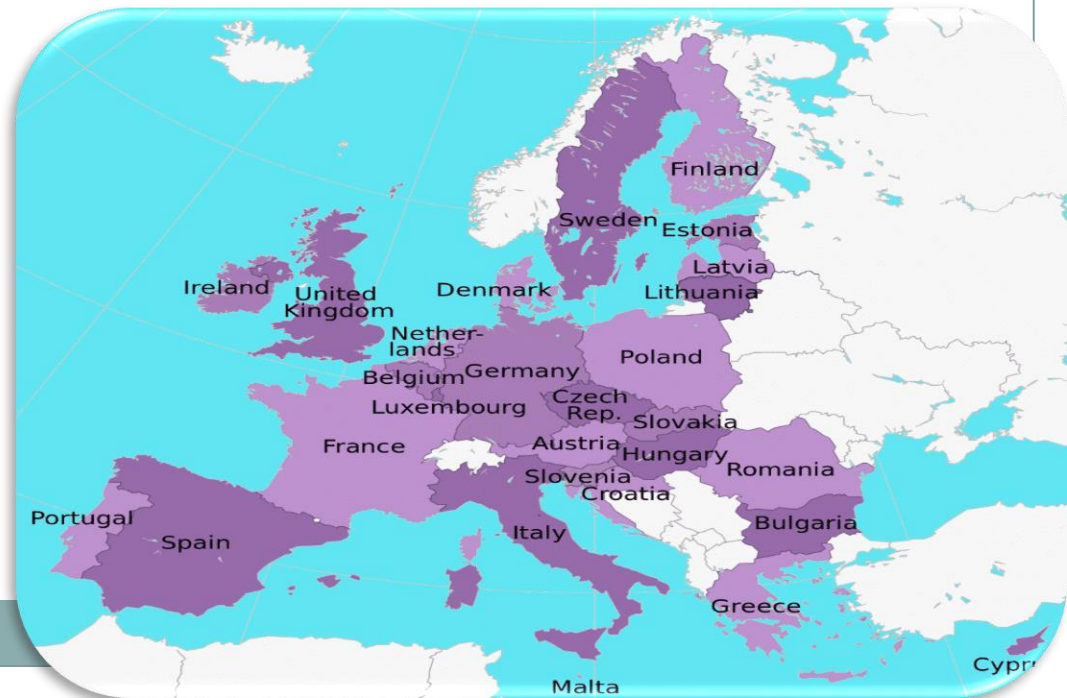 Finland
Sweden
Estonia
Latvia
Lithuania
Ireland
United
Kingdom
Denmark
Nether-
lands
Belgium
Germany
Poland
Luxembourg
Czech
Rep.
Slovakia
France
Austria
Hungary
Romania
Slovenia
Croatia
Portugal
Spain
Italy
Bulgaria
Greece
Cypr
Malta